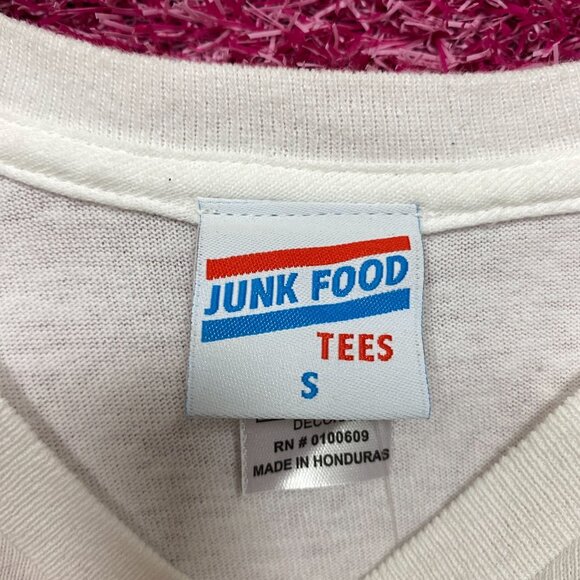 JUNK FOOD
TEES
S
RN # 0100609
MADE IN HONDURAS